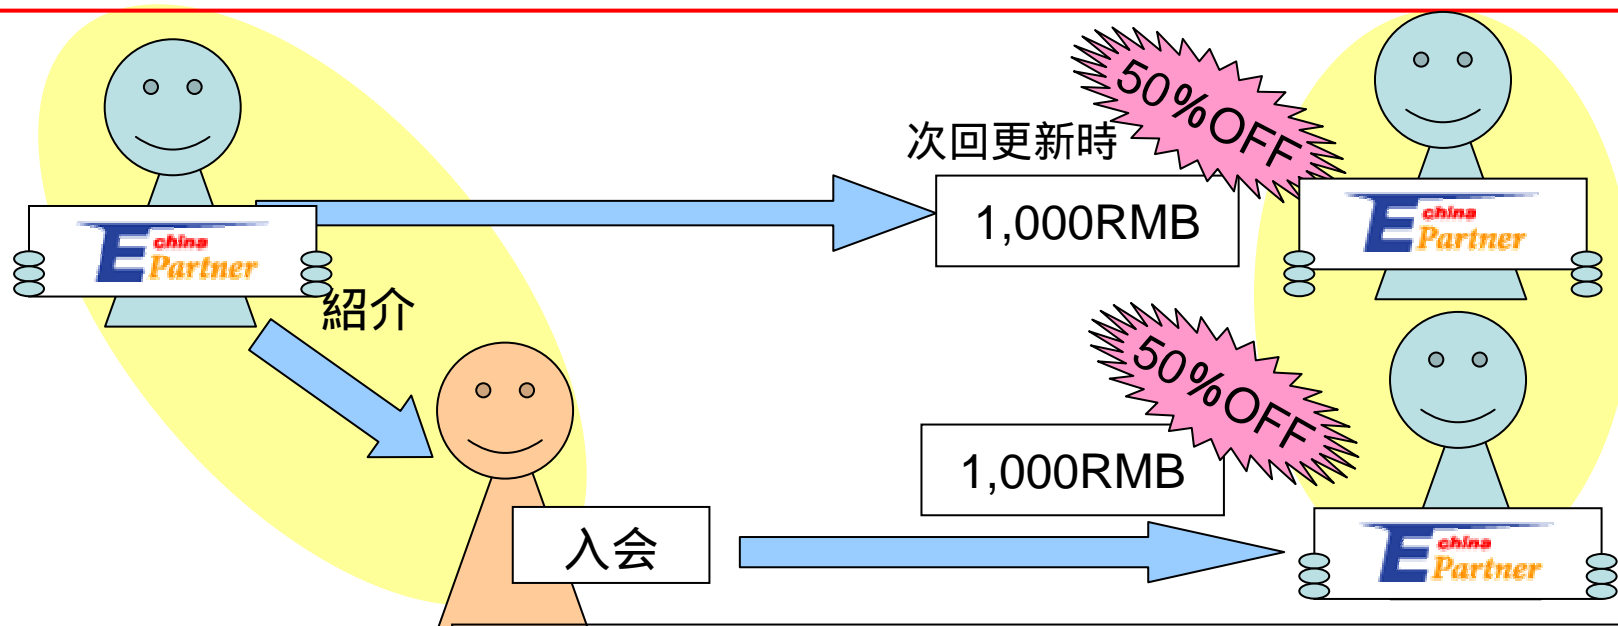 50%OFF
次回更新時
1,000RMB
E china Partner
E china Partner
紹介
50%OFF
1,000RMB
入会
E china Partner